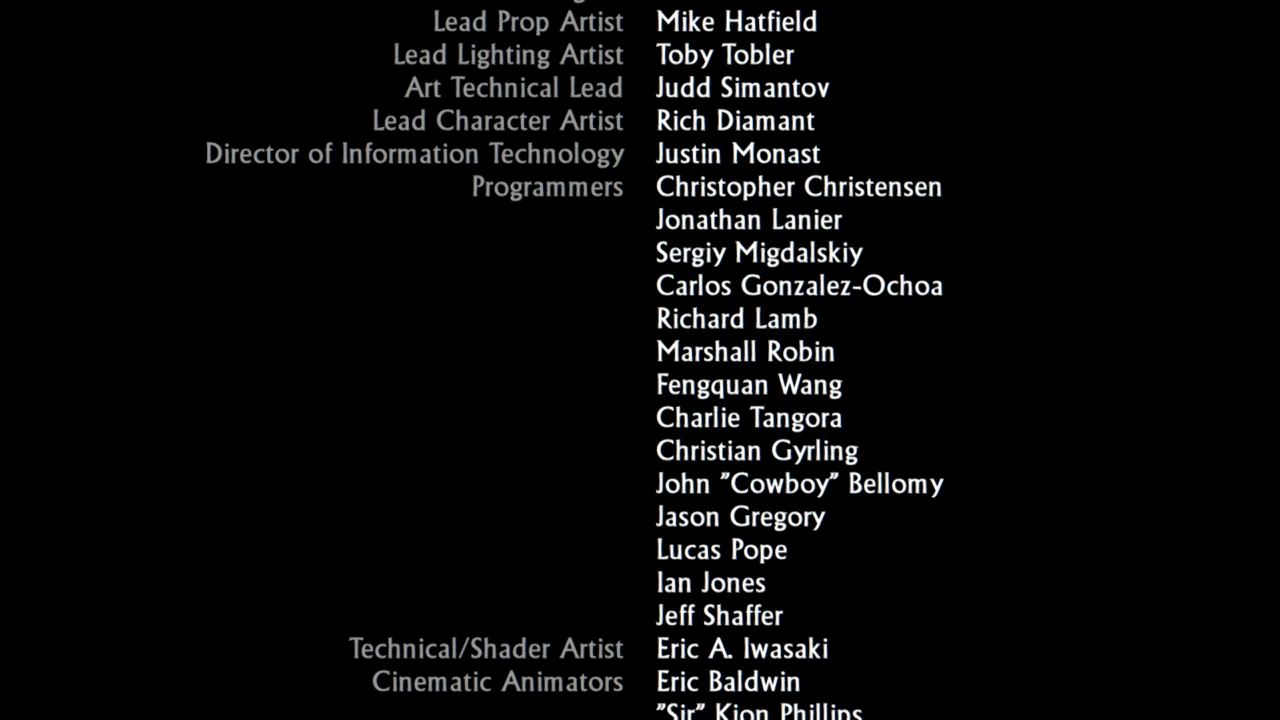 Lead Prop Artist Mike Hatfield
Lead Lighting Artist Toby Tobler
Art Technical Lead Judd Simantov
Lead Character Artist Rich Diamant
Director of Information Technology Justin Monast
Programmers Christopher Christensen
Jonathan Lanier
Sergiy Migdalskiy
Carlos Gonzalez-Ochoa
Richard Lamb
Marshall Robin
Fengquan Wang
Charlie Tangora
Christian Gyrling
John "Cowboy" Bellomy
Jason Gregory
Lucas Pope
Ian Jones
Jeff Shaffer
Technical/Shader Artist Eric A. Iwasaki
Cinematic Animators Eric Baldwin
"Sir" Kion Phillips